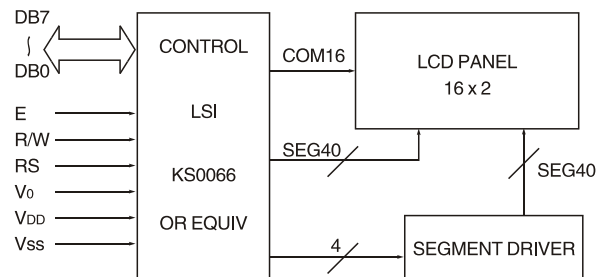 DB7
~
DB0
E
R/W
RS
V0
VDD
VSS
CONTROL
LSI
KS0066
OR EQUIV
COM16
SEG40
4
LCD PANEL
16 x 2
SEG40
SEGMENT DRIVER